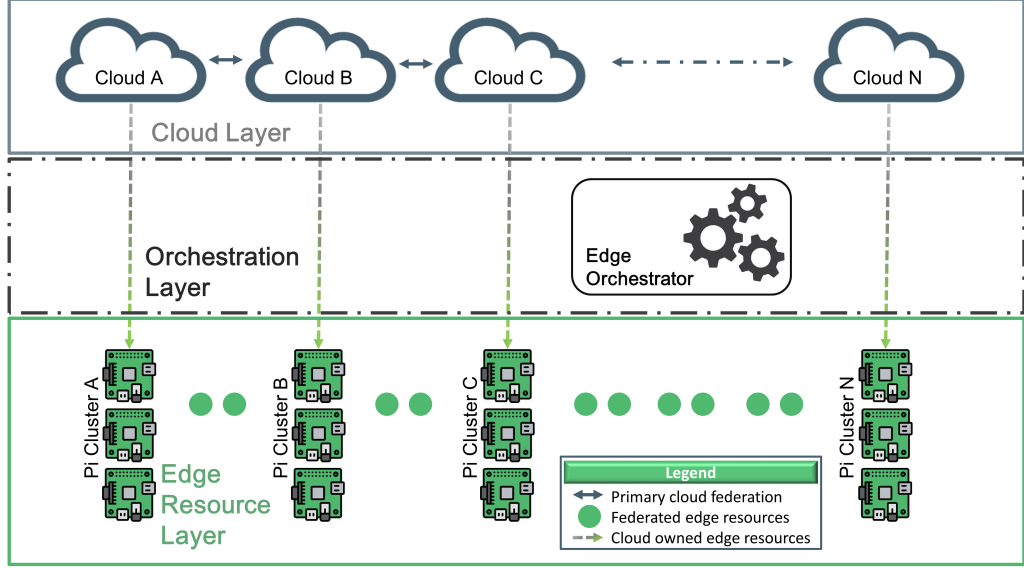 Cloud A
Cloud B
Cloud C
Cloud N
Cloud Layer
Orchestration
Layer
Edge
Orchestrator
Pi Cluster A
Pi Cluster B
Pi Cluster C
Pi Cluster N
Edge
Resource
Layer
Legend
Primary cloud federation
Federated edge resources
Cloud owned edge resources